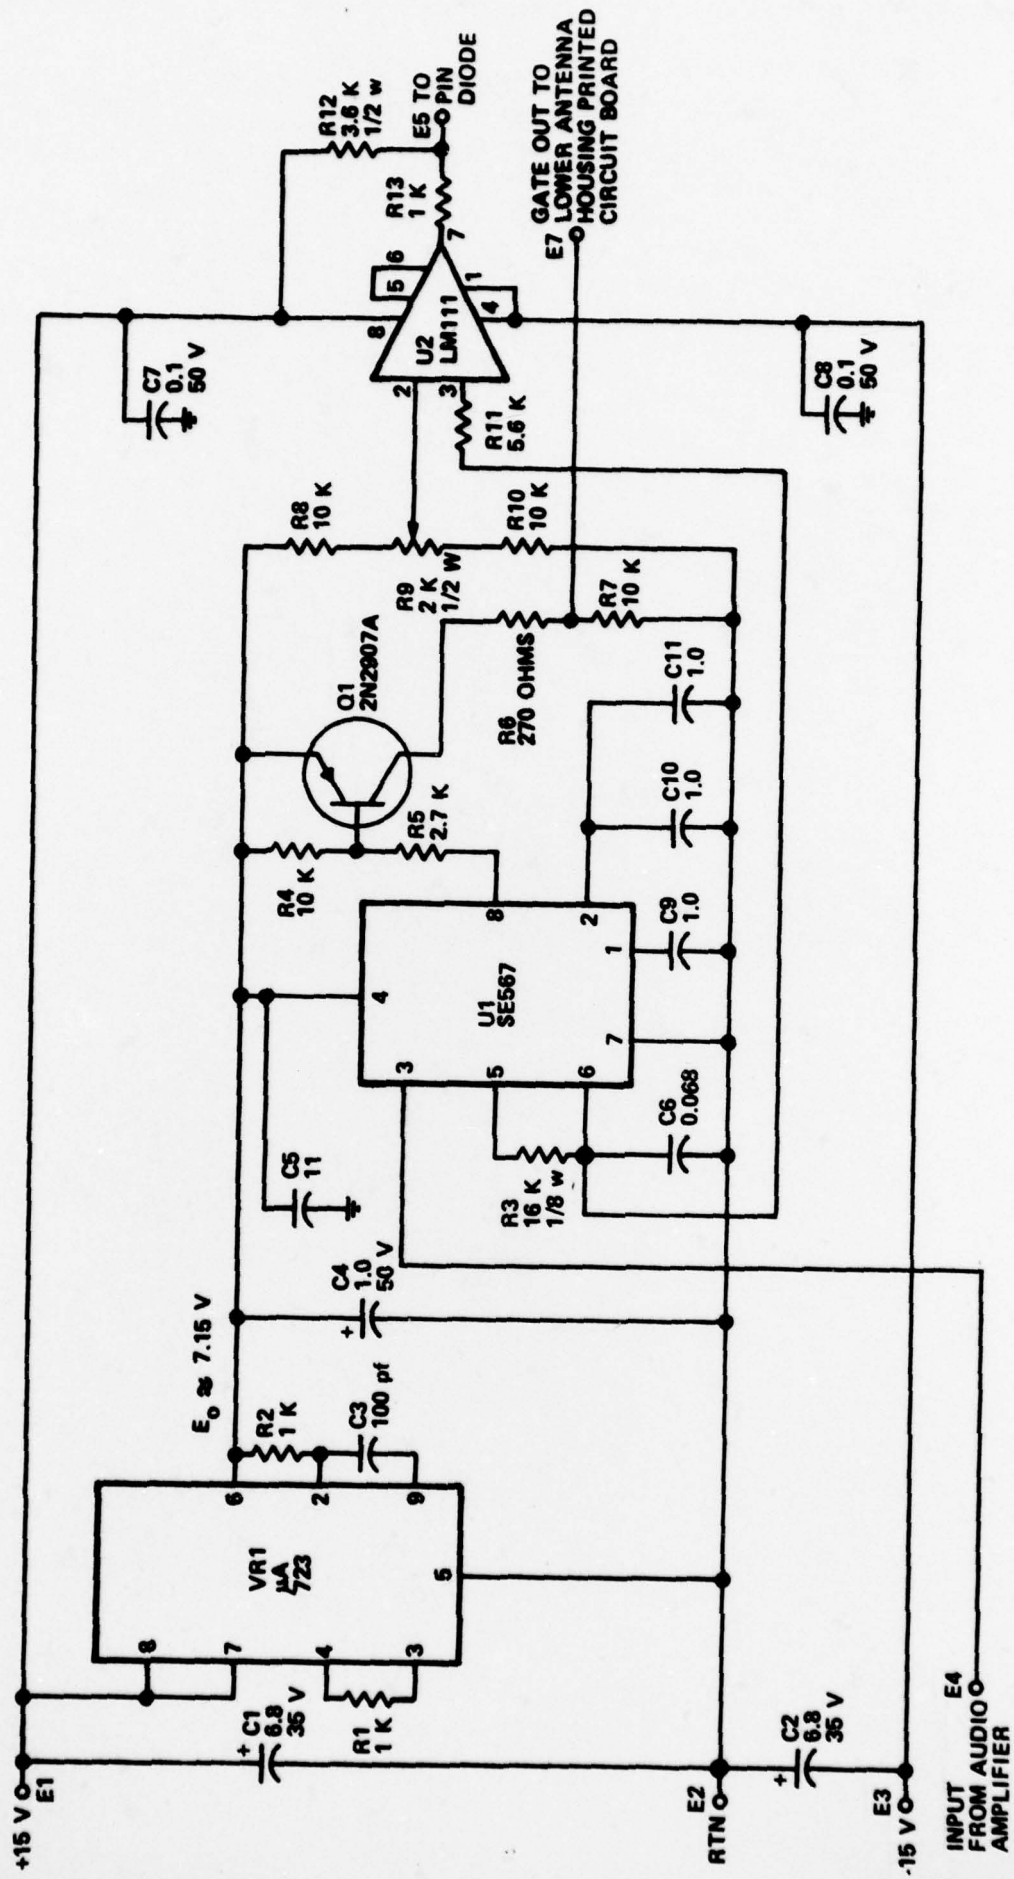 +15 V
E1
C1
6.8
35 V
+
R1
1 K
8
7
4
3
VR1
μA
723
5
6
2
9
E₀ ≈ 7.15 V
R2
1 K
C3
100 pf
+
C4
1.0
50 V
C5
11
R3
16 K
1/8 w
C6
0.068
3
5
6
4
U1
SE567
7
1
8
2
C9
1.0
C10
1.0
C11
1.0
R4
10 K
R5
2.7 K
Q1
2N2907A
R6
270 OHMS
R7
10 K
R8
10 K
R9
2 K
1/2 W
R10
10 K
R11
5.6 K
C7
0.1
50 V
C8
0.1
50 V
2
3
8
U2
LM111
5
6
4
1
7
R13
1 K
R12
3.6 K
1/2 w
E5 TO
PIN
DIODE
E7
GATE OUT TO
LOWER ANTENNA
HOUSING PRINTED
CIRCUIT BOARD
RTN
E2
+
C2
6.8
35 V
-15 V
E3
INPUT
FROM AUDIO
AMPLIFIER
E4